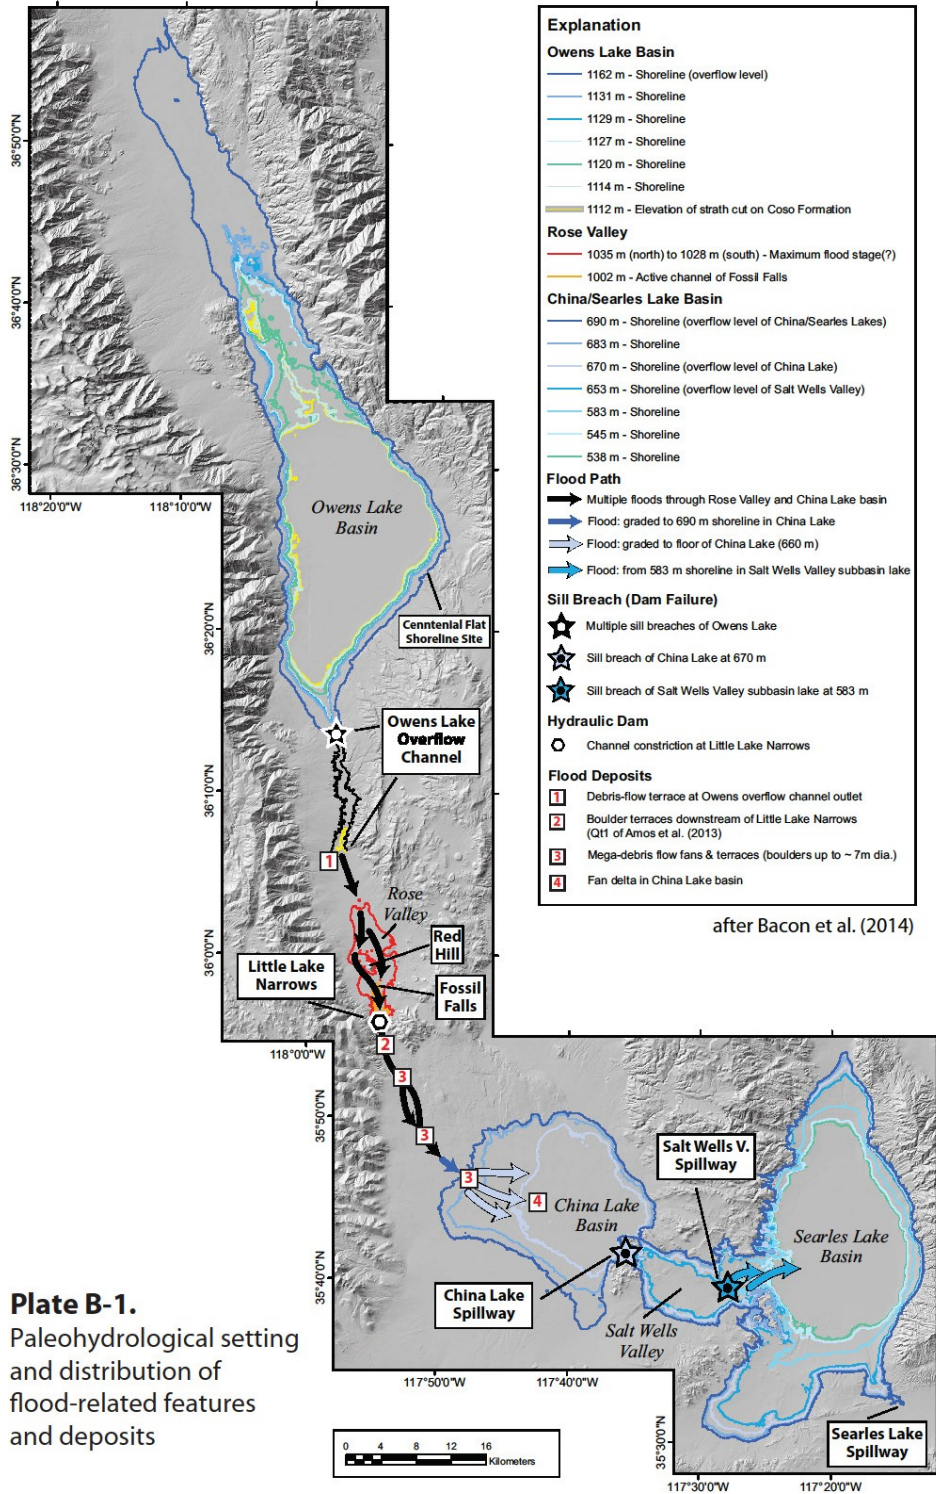 Explanation
Owens Lake Basin
1162 m - Shoreline (overflow level)
1131 m - Shoreline
1129 m - Shoreline
1127 m - Shoreline
1120 m - Shoreline
1114 m - Shoreline
1112 m - Elevation of strath cut on Coso Formation
Rose Valley
1035 m (north) to 1028 m (south) - Maximum flood stage(?)
1002 m - Active channel of Fossil Falls
China/Searles Lake Basin
690 m - Shoreline (overflow level of China/Searles Lakes)
683 m - Shoreline
670 m - Shoreline (overflow level of China Lake)
653 m - Shoreline (overflow level of Salt Wells Valley)
583 m - Shoreline
545 m - Shoreline
538 m - Shoreline
Flood Path
Multiple floods through Rose Valley and China Lake basin
Flood: graded to 690 m shoreline in China Lake
Flood: graded to floor of China Lake (660 m)
Flood: from 583 m shoreline in Salt Wells Valley subbasin lake
Sill Breach (Dam Failure)
Multiple sill breaches of Owens Lake
Sill breach of China Lake at 670 m
Sill breach of Salt Wells Valley subbasin lake at 583 m
Hydraulic Dam
Channel constriction at Little Lake Narrows
Flood Deposits
1 Debris-flow terrace at Owens overflow channel outlet
2 Boulder terraces downstream of Little Lake Narrows
(Qt1 of Amos et al. (2013)
3 Mega-debris flow fans & terraces (boulders up to ~ 7m dia.)
4 Fan delta in China Lake basin
after Bacon et al. (2014)
36°50'0"N
36°40'0"N
36°30'0"N
118°20'0"W
118°10'0"W
Owens Lake
Basin
Cenntenial Flat
Shoreline Site
36°20'0"N
Owens Lake
Overflow
Channel
36°10'0"N
1
Rose
Valley
Red
Hill
36°0'0"N
Little Lake
Narrows
Fossil
Falls
118°0'0"W
2
3
3
35°50'0"N
3
4
China Lake
Basin
Salt Wells V.
Spillway
Searles Lake
Basin
35°40'0"N
China Lake
Spillway
Salt Wells
Valley
117°50'0"W
117°40'0"W
Searles Lake
Spillway
35°30'0"N
117°30'0"W
117°20'0"W
Plate B-1.
Paleohydrological setting
and distribution of
flood-related features
and deposits
0 4 8 12 16
Kilometers